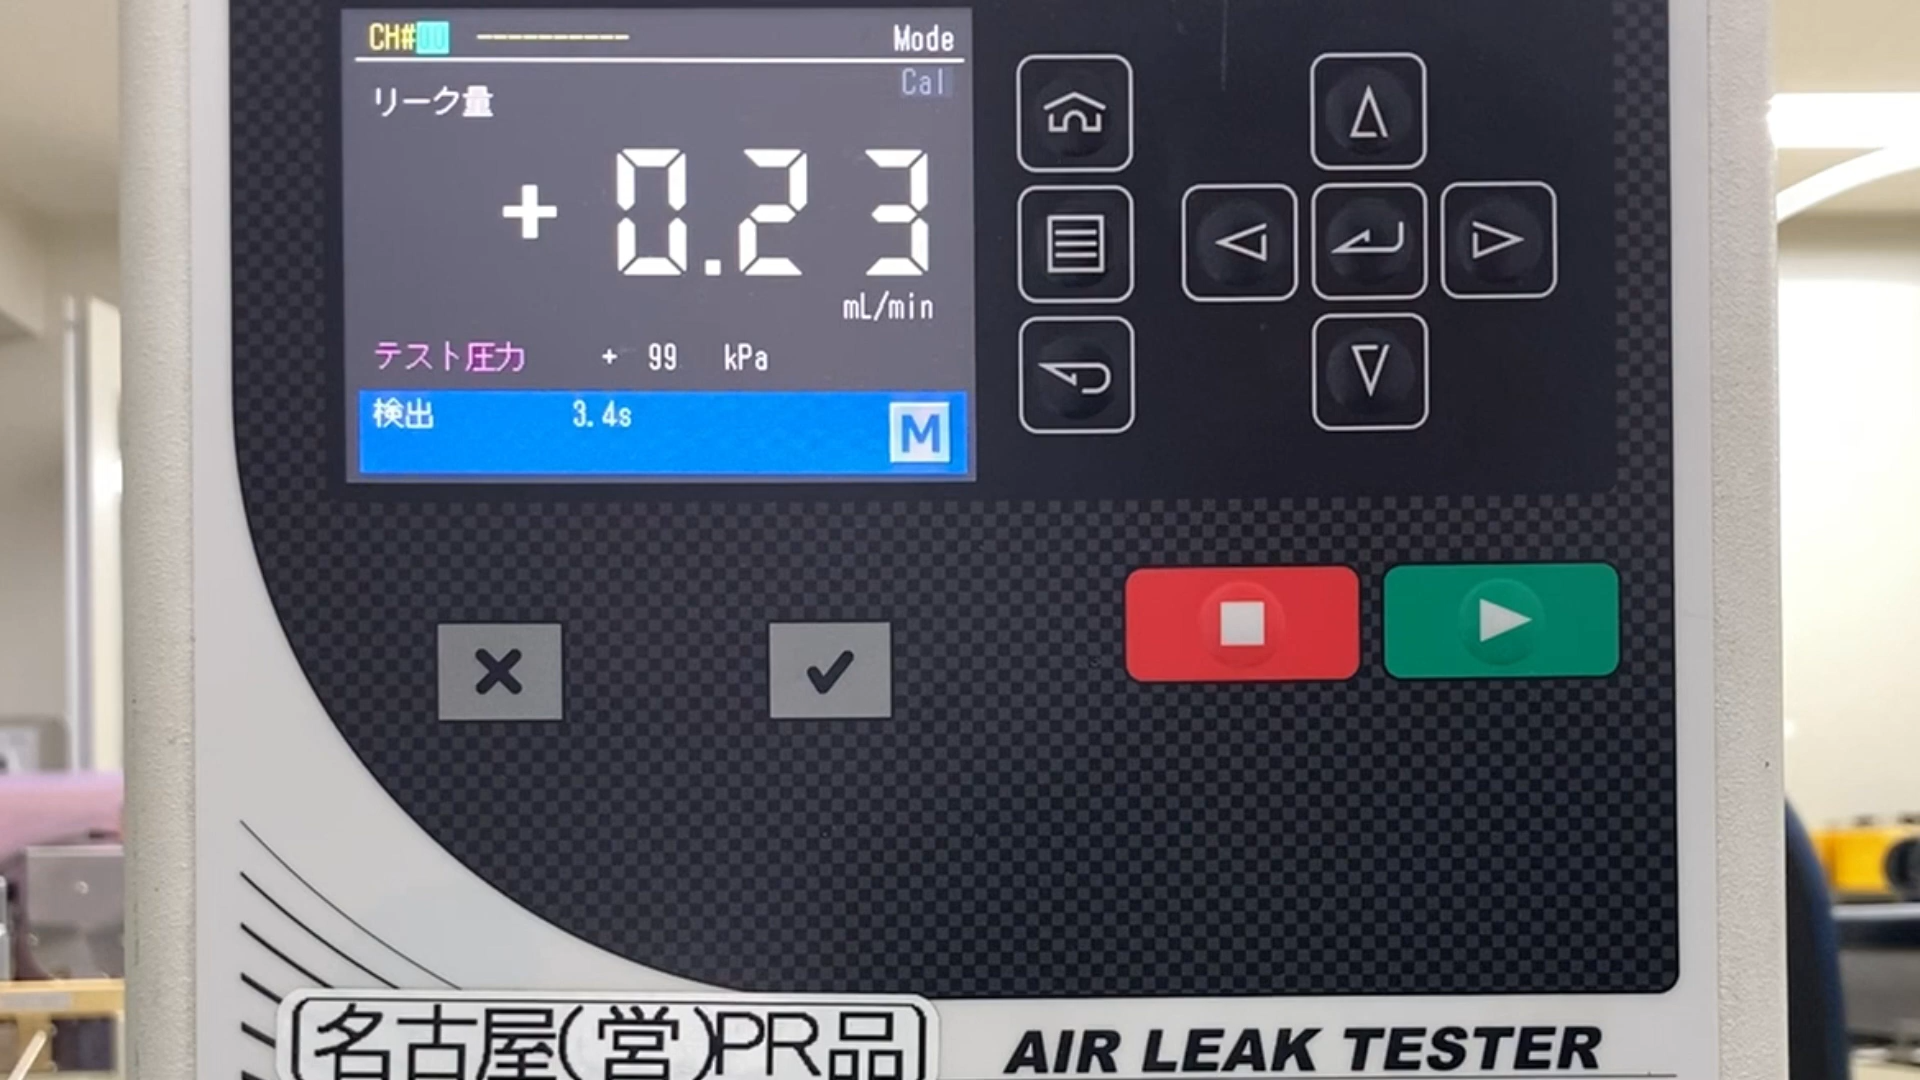 CH#00 ---------- Mode
Cal
リーク量
+ 0.23
mL/min
テスト圧力 + 99 kPa
検出 3.4s M
名古屋(営)PR品
AIR LEAK TESTER